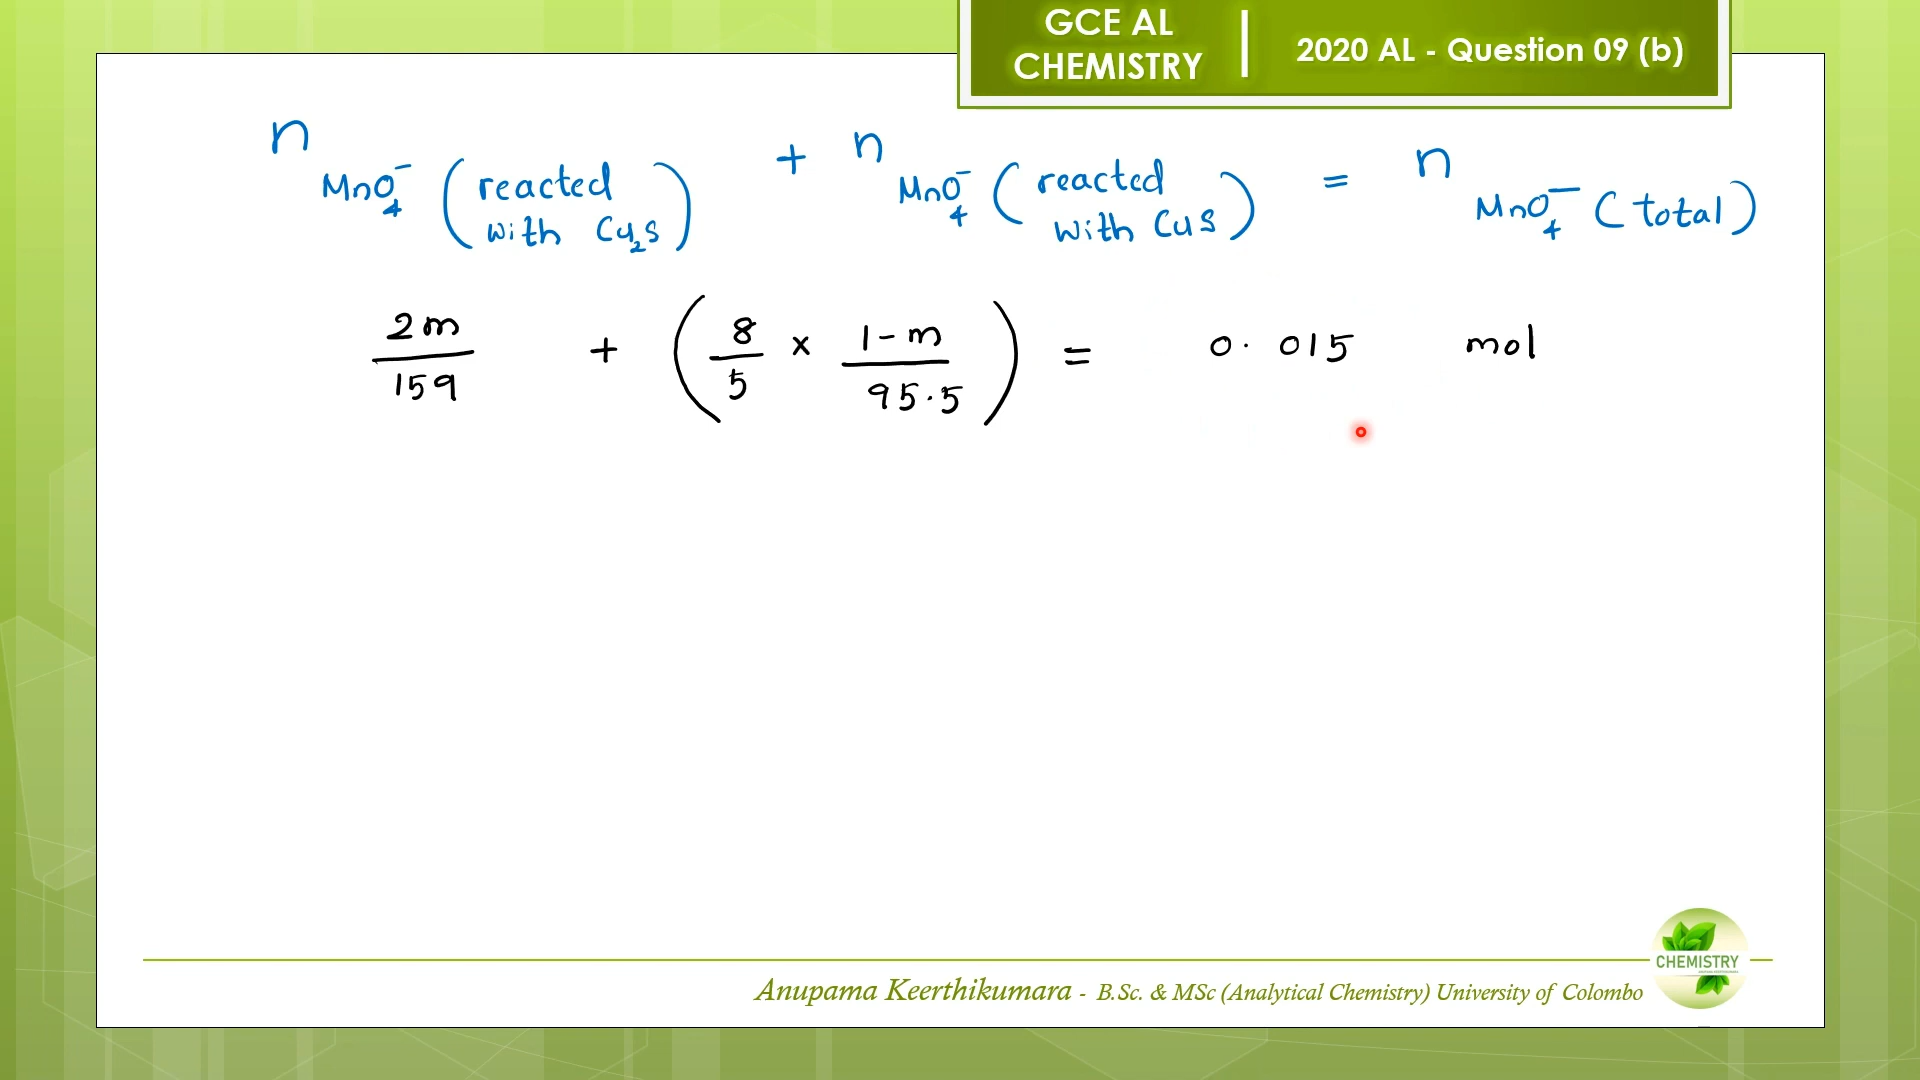 GCE AL
CHEMISTRY
2020 AL - Question 09 (b)
n MnO₄⁻ (reacted with Cu₂S) + n MnO₄⁻ (reacted with CuS) = n MnO₄⁻ (total)
2m/159 + (8/5 × 1-m/95.5) = 0.015 mol
CHEMISTRY
Anupama Keerthikumara - B.Sc. & MSc (Analytical Chemistry) University of Colombo